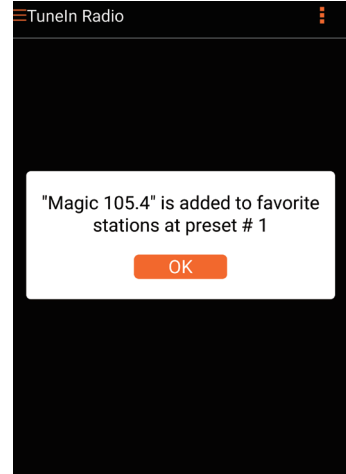 TuneIn Radio
"Magic 105.4" is added to favorite
stations at preset # 1
OK